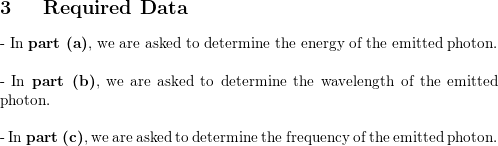 3 Required Data
- In part (a), we are asked to determine the energy of the emitted photon.
- In part (b), we are asked to determine the wavelength of the emitted
photon.
- In part (c), we are asked to determine the frequency of the emitted photon.